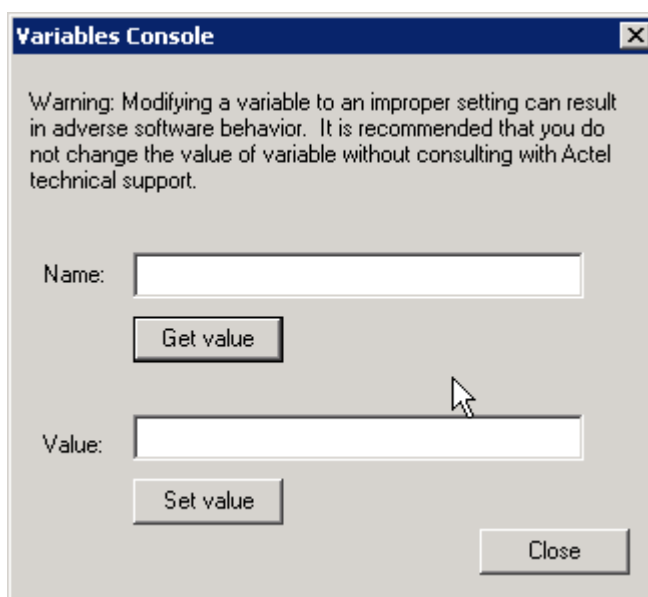 Variables Console
Warning: Modifying a variable to an improper setting can result
in adverse software behavior. It is recommended that you do
not change the value of variable without consulting with Actel
technical support.
Name:
Get value
Value:
Set value
Close